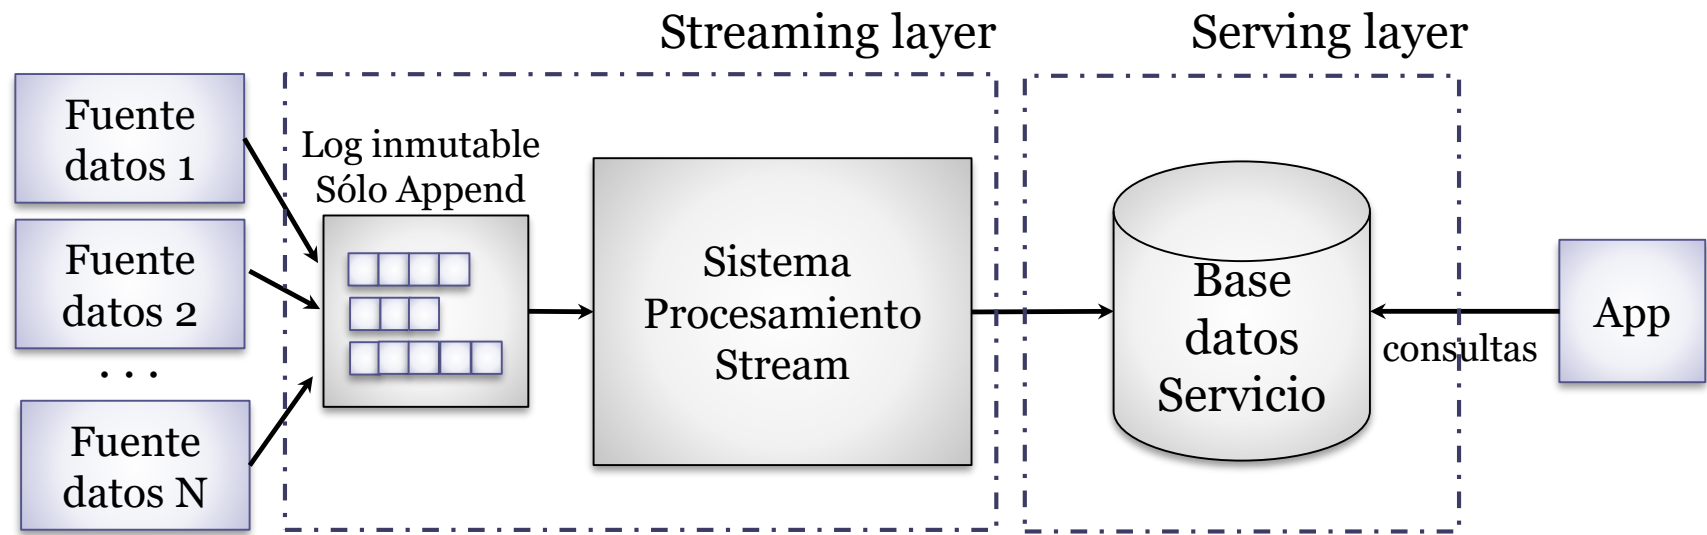 Streaming layer
Serving layer
Fuente
datos 1
Fuente
datos 2
...
Fuente
datos N
Log inmutable
Sólo Append
Sistema
Procesamiento
Stream
Base
datos
Servicio
consultas
App